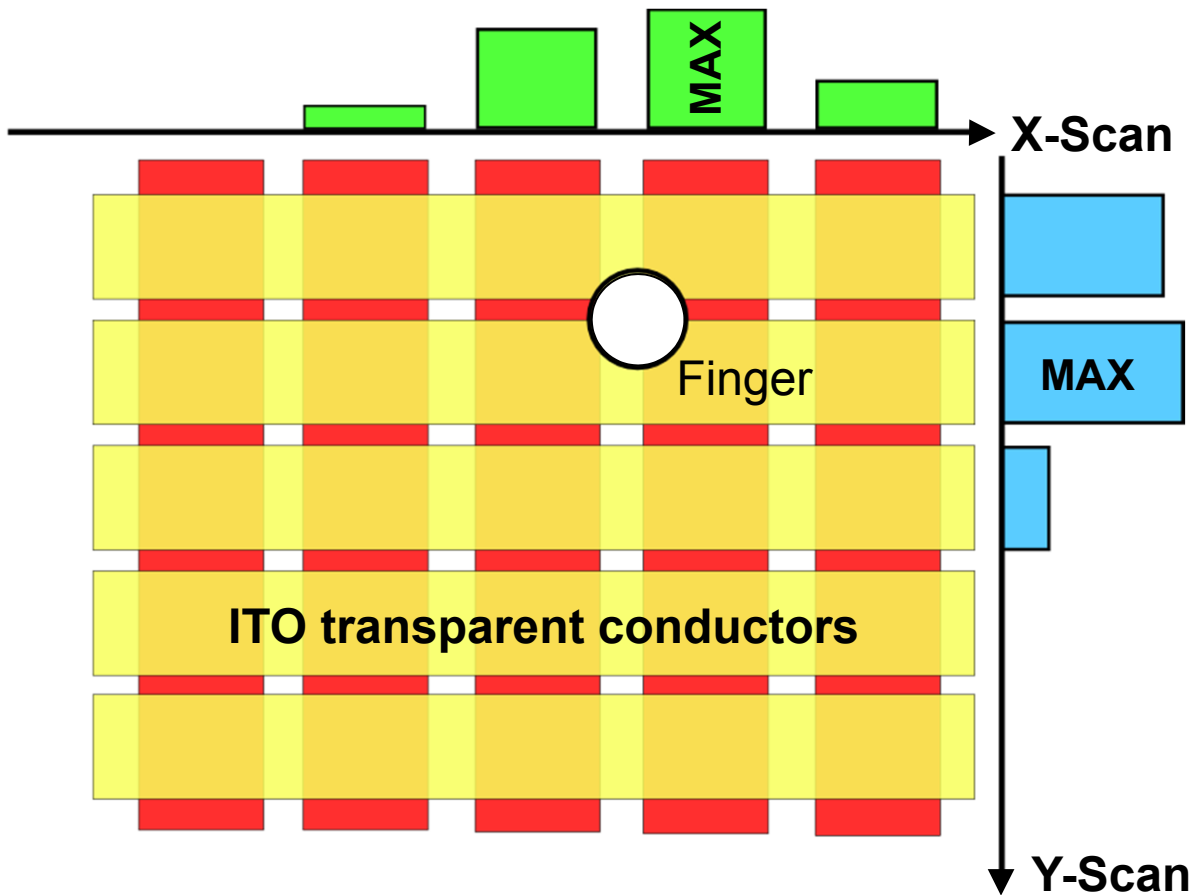 MAX
X-Scan
MAX
Finger
ITO transparent conductors
Y-Scan